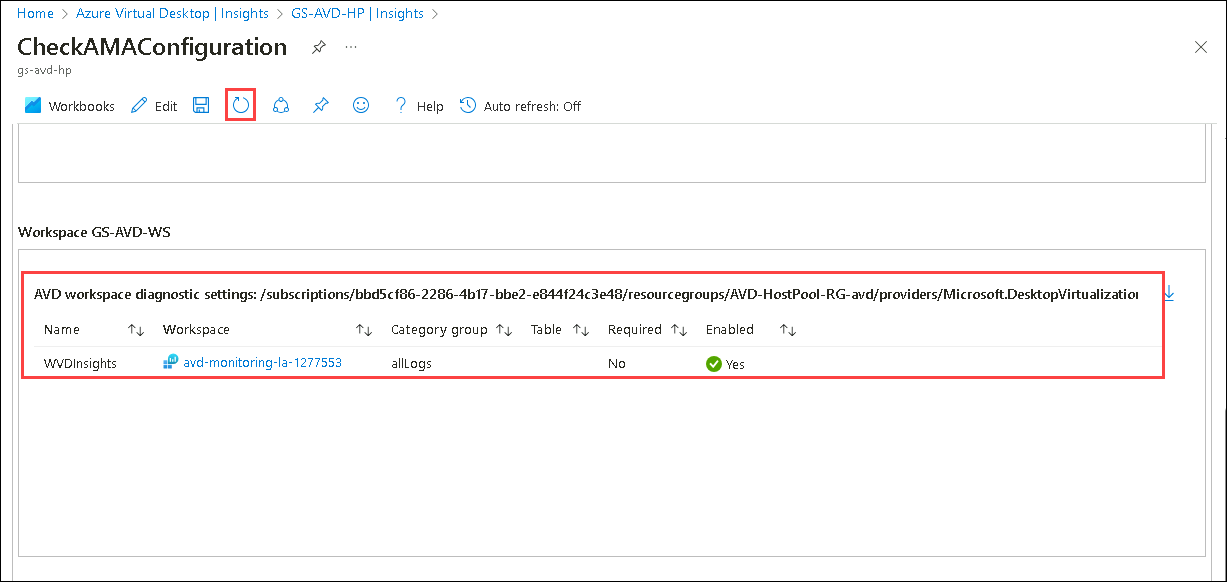 Home > Azure Virtual Desktop | Insights > GS-AVD-HP | Insights >
CheckAMAConfiguration ...
gs-avd-hp
Workbooks Edit ? Help Auto refresh: Off
Workspace GS-AVD-WS
AVD workspace diagnostic settings: /subscriptions/bbd5cf86-2286-4b17-bbe2-e844f24c3e48/resourcegroups/AVD-HostPool-RG-avd/providers/Microsoft.DesktopVirtualization
Name Workspace Category group Table Required Enabled
WVDInsights avd-monitoring-la-1277553 allLogs No Yes